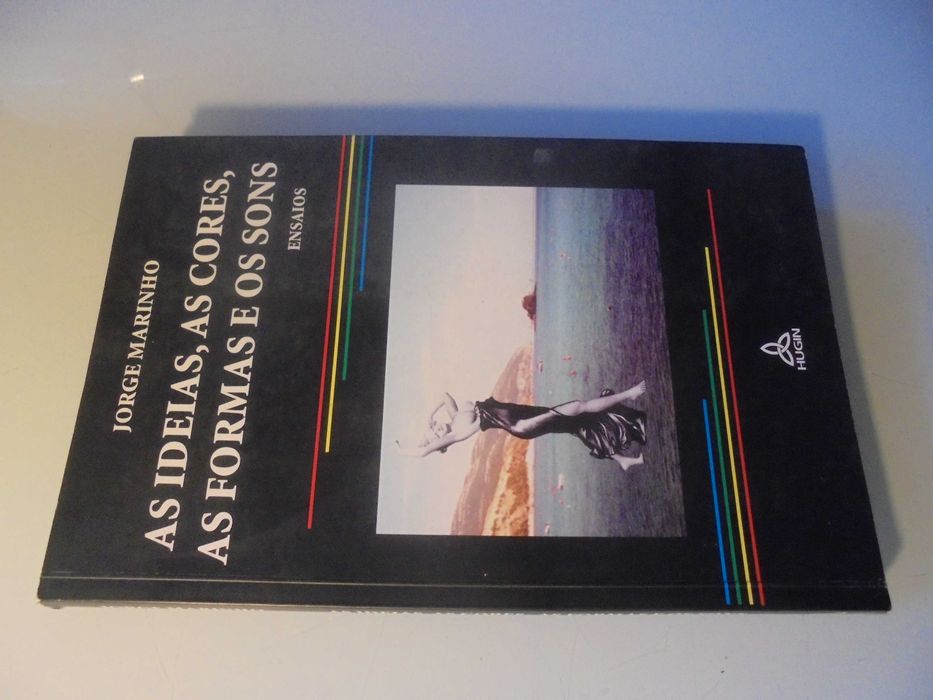 JORGE MARINHO
AS IDEIAS, AS CORES,
AS FORMAS E OS SONS
ENSAIOS
HUGIN